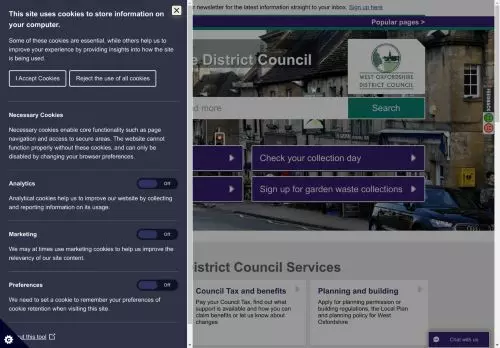 This site uses cookies to store information on
your computer.
Some of these cookies are essential, while others help us to
improve your experience by providing insights into how the site
is being used.
I Accept Cookies
Reject the use of all cookies
Necessary Cookies
Necessary cookies enable core functionality such as page
navigation and access to secure areas. The website cannot
function properly without these cookies, and can only be
disabled by changing your browser preferences.
Analytics
Off
Analytical cookies help us to improve our website by collecting
and reporting information on its usage.
Marketing
Off
We may at times use marketing cookies to help us improve the
relevancy of our site content.
Preferences
Off
We need to set a cookie to remember your preferences of
cookie retention when visiting this site.
ut this tool
newsletter for the latest information straight to your inbox. Sign up here
Popular pages >
e District Council
WEST OXFORDSHIRE
DISTRICT COUNCIL
nd more
Search
Check your collection day
Sign up for garden waste collections
District Council Services
Council Tax and benefits
Pay your Council Tax, find out what
support is available and how you can
claim benefits or let us know about
changes
Planning and building
Apply for planning permission or
building regulations, the Local Plan
and planning policy for West
Oxfordshire
Chat with us